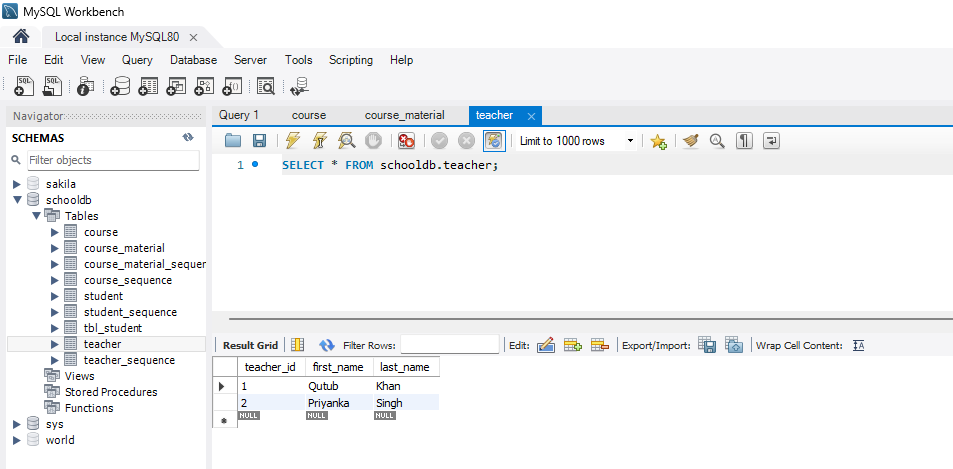 MySQL Workbench
Local instance MySQL80
File Edit View Query Database Server Tools Scripting Help
Navigator
SCHEMAS
Filter objects
sakila
schooldb
Tables
course
course_material
course_material_sequer
course_sequence
student
student_sequence
tbl_student
teacher
teacher_sequence
Views
Stored Procedures
Functions
sys
world
Query 1 course course_material teacher
Limit to 1000 rows
1 SELECT * FROM schooldb.teacher;
Result Grid Filter Rows: Edit: Export/Import: Wrap Cell Content:
teacher_id first_name last_name
1 Qutub Khan
2 Priyanka Singh
NULL NULL NULL